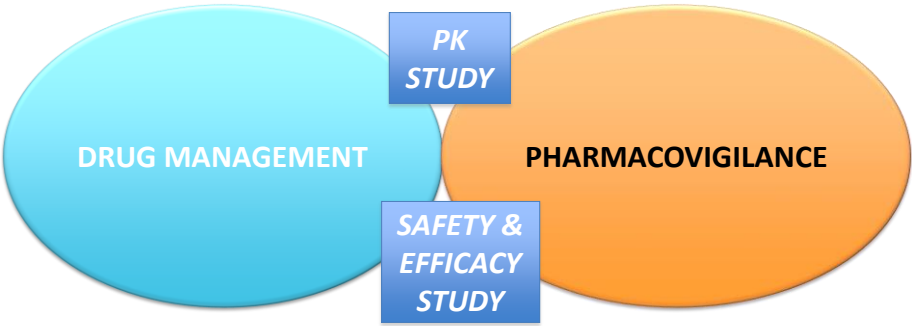 PK
STUDY
DRUG MANAGEMENT
PHARMACOVIGILANCE
SAFETY &
EFFICACY
STUDY